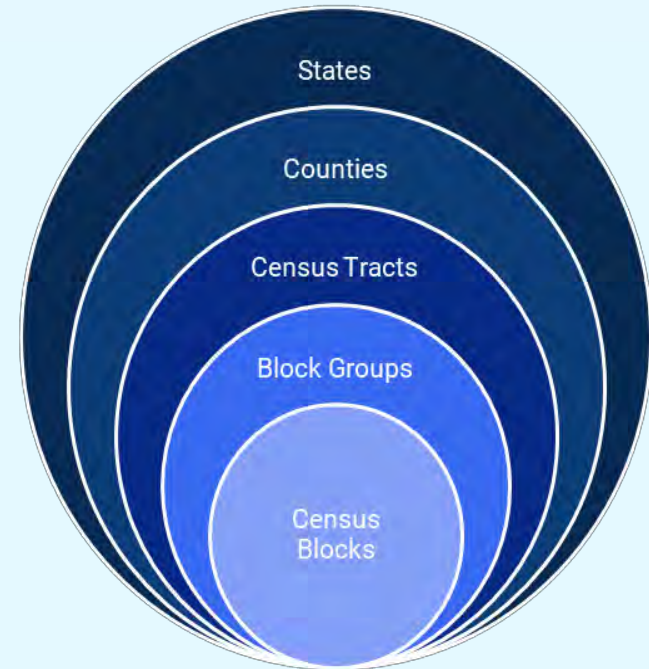 States
Counties
Census Tracts
Block Groups
Census
Blocks